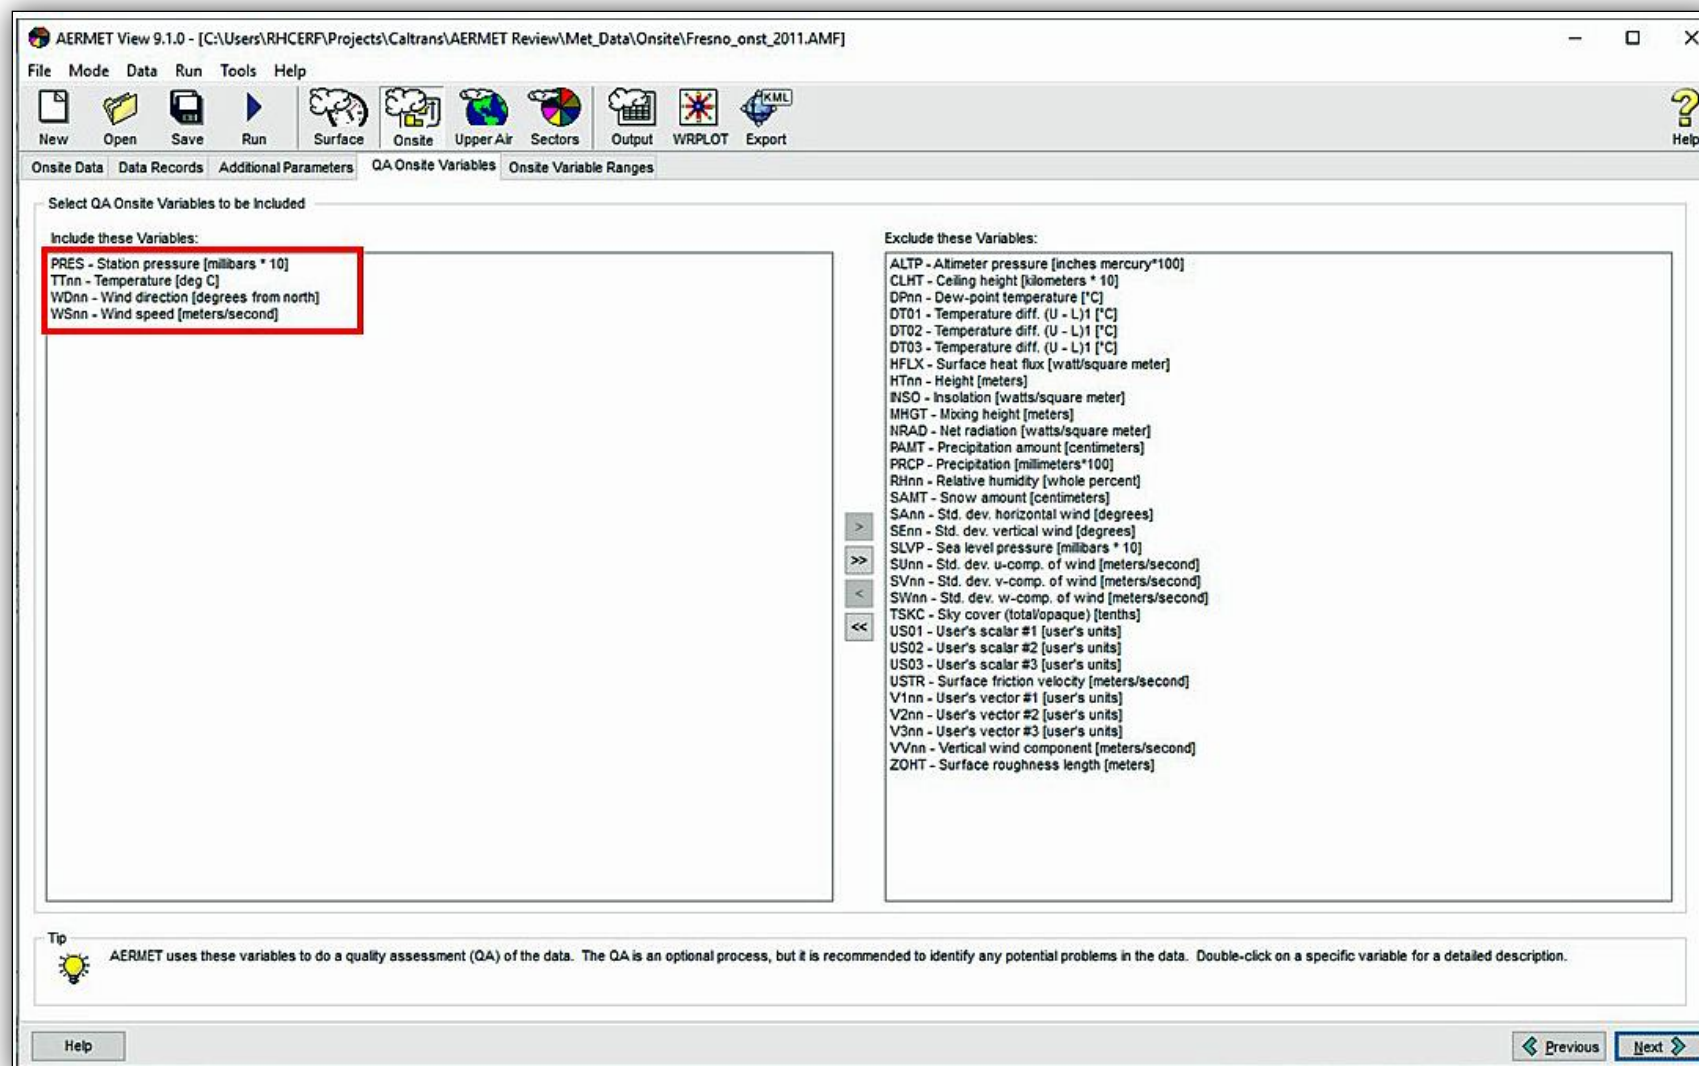 AERMET View 9.1.0 - [C:\Users\RHCERF\Projects\Caltrans\AERMET Review\Met_Data\Onsite\Fresno_onst_2011.AMF]
File Mode Data Run Tools Help
KML
New Open Save Run Surface Onsite Upper Air Sectors Output WRPLOT Export Help
Onsite Data Data Records Additional Parameters QA Onsite Variables Onsite Variable Ranges
Select QA Onsite Variables to be Included
Include these Variables:
PRES - Station pressure [millibars * 10]
TTnn - Temperature [deg C]
WDnn - Wind direction [degrees from north]
WSnn - Wind speed [meters/second]
>
>>
<
<<
Exclude these Variables:
ALTP - Altimeter pressure [inches mercury*100]
CLHT - Ceiling height [kilometers * 10]
DPnn - Dew-point temperature [°C]
DT01 - Temperature diff. (U - L)1 [°C]
DT02 - Temperature diff. (U - L)1 [°C]
DT03 - Temperature diff. (U - L)1 [°C]
HFLX - Surface heat flux [watt/square meter]
HTnn - Height [meters]
INSO - Insolation [watts/square meter]
MHGT - Mixing height [meters]
NRAD - Net radiation [watts/square meter]
PAMT - Precipitation amount [centimeters]
PRCP - Precipitation [millimeters*100]
RHnn - Relative humidity [whole percent]
SAMT - Snow amount [centimeters]
SAnn - Std. dev. horizontal wind [degrees]
SEnn - Std. dev. vertical wind [degrees]
SLVP - Sea level pressure [millibars * 10]
SUnn - Std. dev. u-comp. of wind [meters/second]
SVnn - Std. dev. v-comp. of wind [meters/second]
SWnn - Std. dev. w-comp. of wind [meters/second]
TSKC - Sky cover (total/opaque) [tenths]
US01 - User's scalar #1 [user's units]
US02 - User's scalar #2 [user's units]
US03 - User's scalar #3 [user's units]
USTR - Surface friction velocity [meters/second]
V1nn - User's vector #1 [user's units]
V2nn - User's vector #2 [user's units]
V3nn - User's vector #3 [user's units]
VVnn - Vertical wind component [meters/second]
ZOHT - Surface roughness length [meters]
Tip
AERMET uses these variables to do a quality assessment (QA) of the data. The QA is an optional process, but it is recommended to identify any potential problems in the data. Double-click on a specific variable for a detailed description.
Help Previous Next